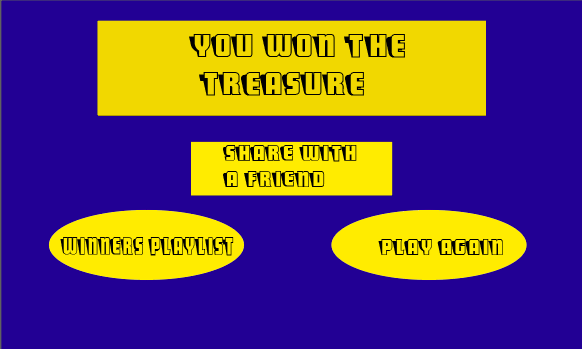 YOU WON THE
TREASURE
SHARE WITH
A FRIEND
WINNERS PLAYLIST
PLAY AGAIN